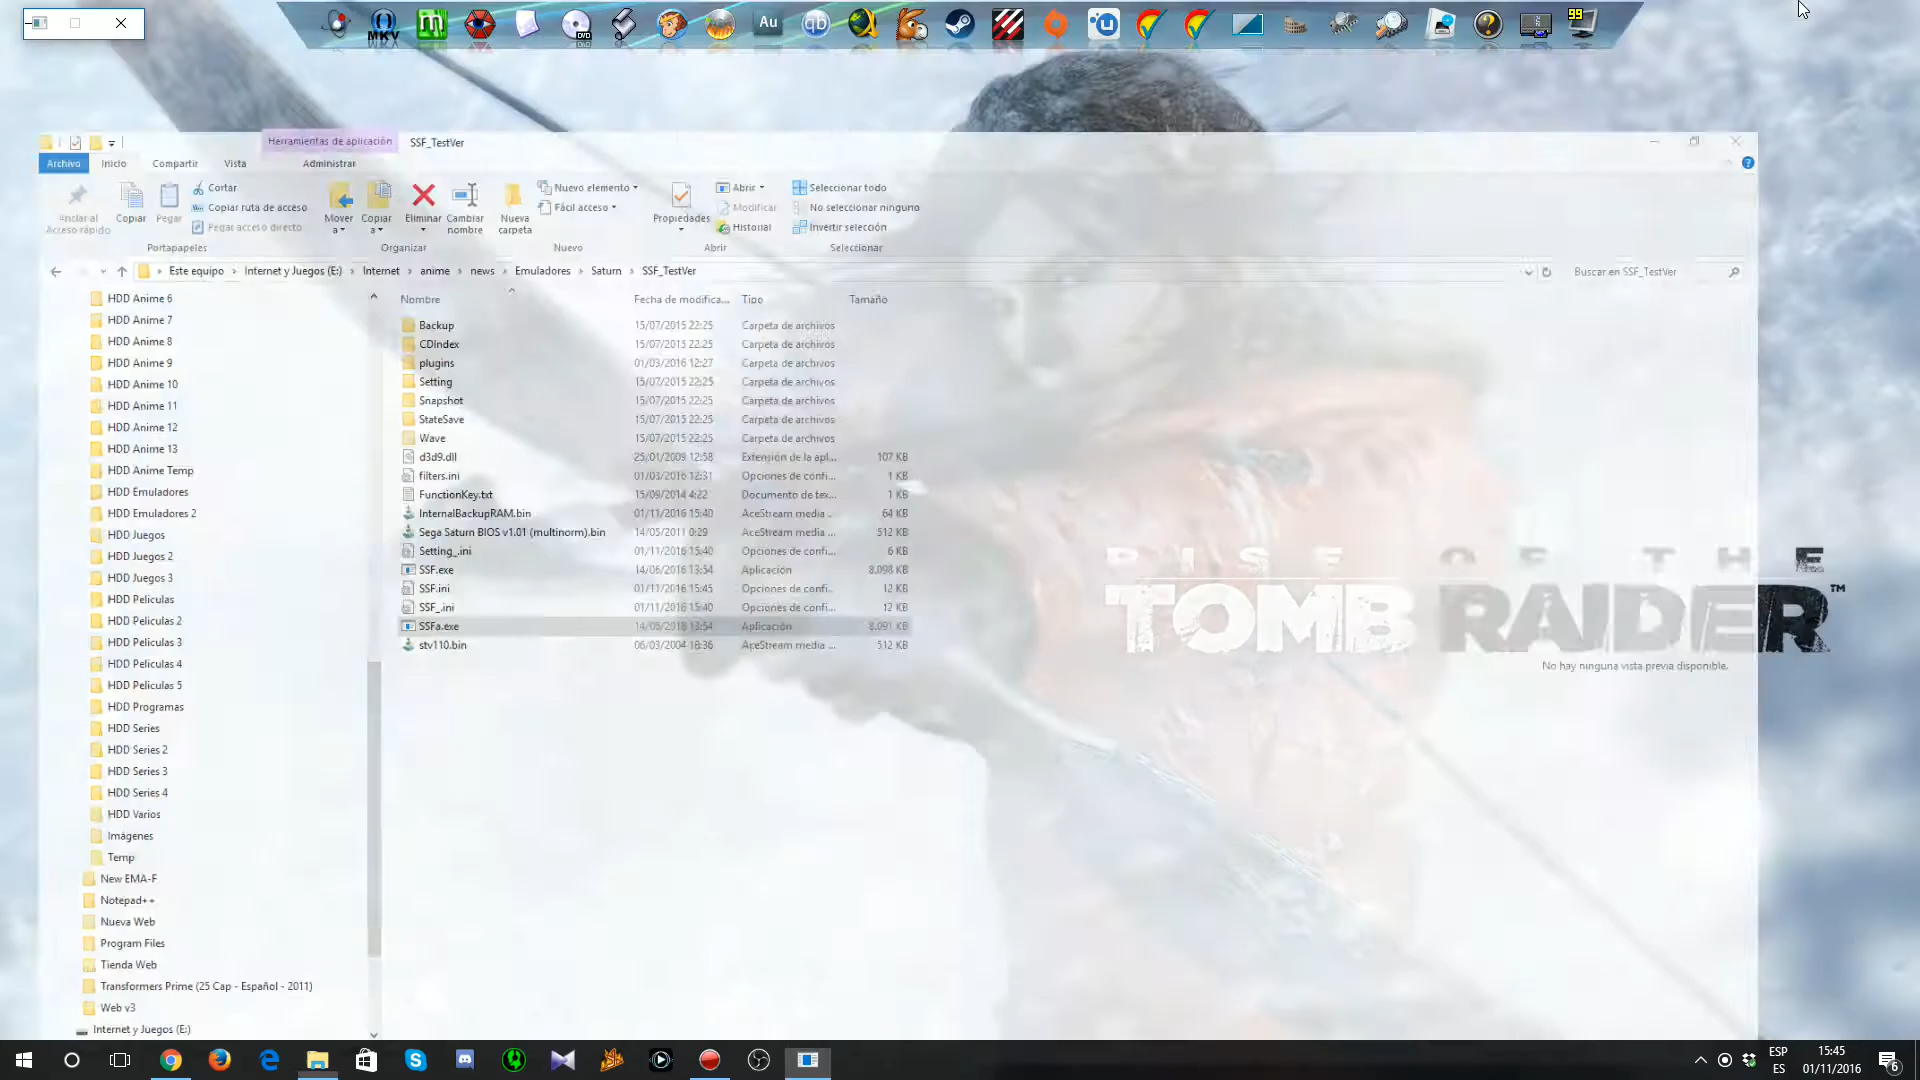 MKV
DVD
Au
qb
99
Herramientas de aplicación
SSF_TestVer
Archivo
Inicio
Compartir
Vista
Administrar
Anclar al Acceso rápido
Copiar
Pegar
Cortar
Copiar ruta de acceso
Pegar acceso directo
Portapapeles
Mover a
Copiar a
Eliminar
Cambiar nombre
Organizar
Nueva carpeta
Nuevo elemento
Fácil acceso
Nuevo
Propiedades
Abrir
Modificar
Historial
Abrir
Seleccionar todo
No seleccionar ninguno
Invertir selección
Seleccionar
Este equipo > Internet y Juegos (E:) > Internet > anime > news > Emuladores > Saturn > SSF_TestVer
Buscar en SSF_TestVer
HDD Anime 6
HDD Anime 7
HDD Anime 8
HDD Anime 9
HDD Anime 10
HDD Anime 11
HDD Anime 12
HDD Anime 13
HDD Anime Temp
HDD Emuladores
HDD Emuladores 2
HDD Juegos
HDD Juegos 2
HDD Juegos 3
HDD Peliculas
HDD Peliculas 2
HDD Peliculas 3
HDD Peliculas 4
HDD Peliculas 5
HDD Programas
HDD Series
HDD Series 2
HDD Series 3
HDD Series 4
HDD Varios
Imágenes
Temp
New EMA-F
Notepad++
Nueva Web
Program Files
Tienda Web
Transformers Prime (25 Cap - Español - 2011)
Web v3
Internet y Juegos (E:)
Nombre Fecha de modifica... Tipo Tamaño
Backup 15/07/2015 22:25 Carpeta de archivos
CDIndex 15/07/2015 22:25 Carpeta de archivos
plugins 01/03/2016 12:27 Carpeta de archivos
Setting 15/07/2015 22:25 Carpeta de archivos
Snapshot 15/07/2015 22:25 Carpeta de archivos
StateSave 15/07/2015 22:25 Carpeta de archivos
Wave 15/07/2015 22:25 Carpeta de archivos
d3d9.dll 25/01/2009 12:58 Extensión de la apl... 107 KB
filters.ini 01/03/2016 12:31 Opciones de confi... 1 KB
FunctionKey.txt 15/09/2014 4:22 Documento de tex... 1 KB
InternalBackupRAM.bin 01/11/2016 15:40 AceStream media ... 64 KB
Sega Saturn BIOS v1.01 (multinorm).bin 14/05/2011 0:29 AceStream media ... 512 KB
Setting_.ini 01/11/2016 15:40 Opciones de confi... 6 KB
SSF.exe 14/06/2016 13:54 Aplicación 8.098 KB
SSF.ini 01/11/2016 15:45 Opciones de confi... 12 KB
SSF_.ini 01/11/2016 15:40 Opciones de confi... 12 KB
SSFa.exe Aplicación 8.091 KB
stv110.bin 06/03/2004 18:36 AceStream media ... 512 KB
RISE OF THE
TOMB RAIDER™
No hay ninguna vista previa disponible.
ESP
ES
15:45
01/11/2016
6